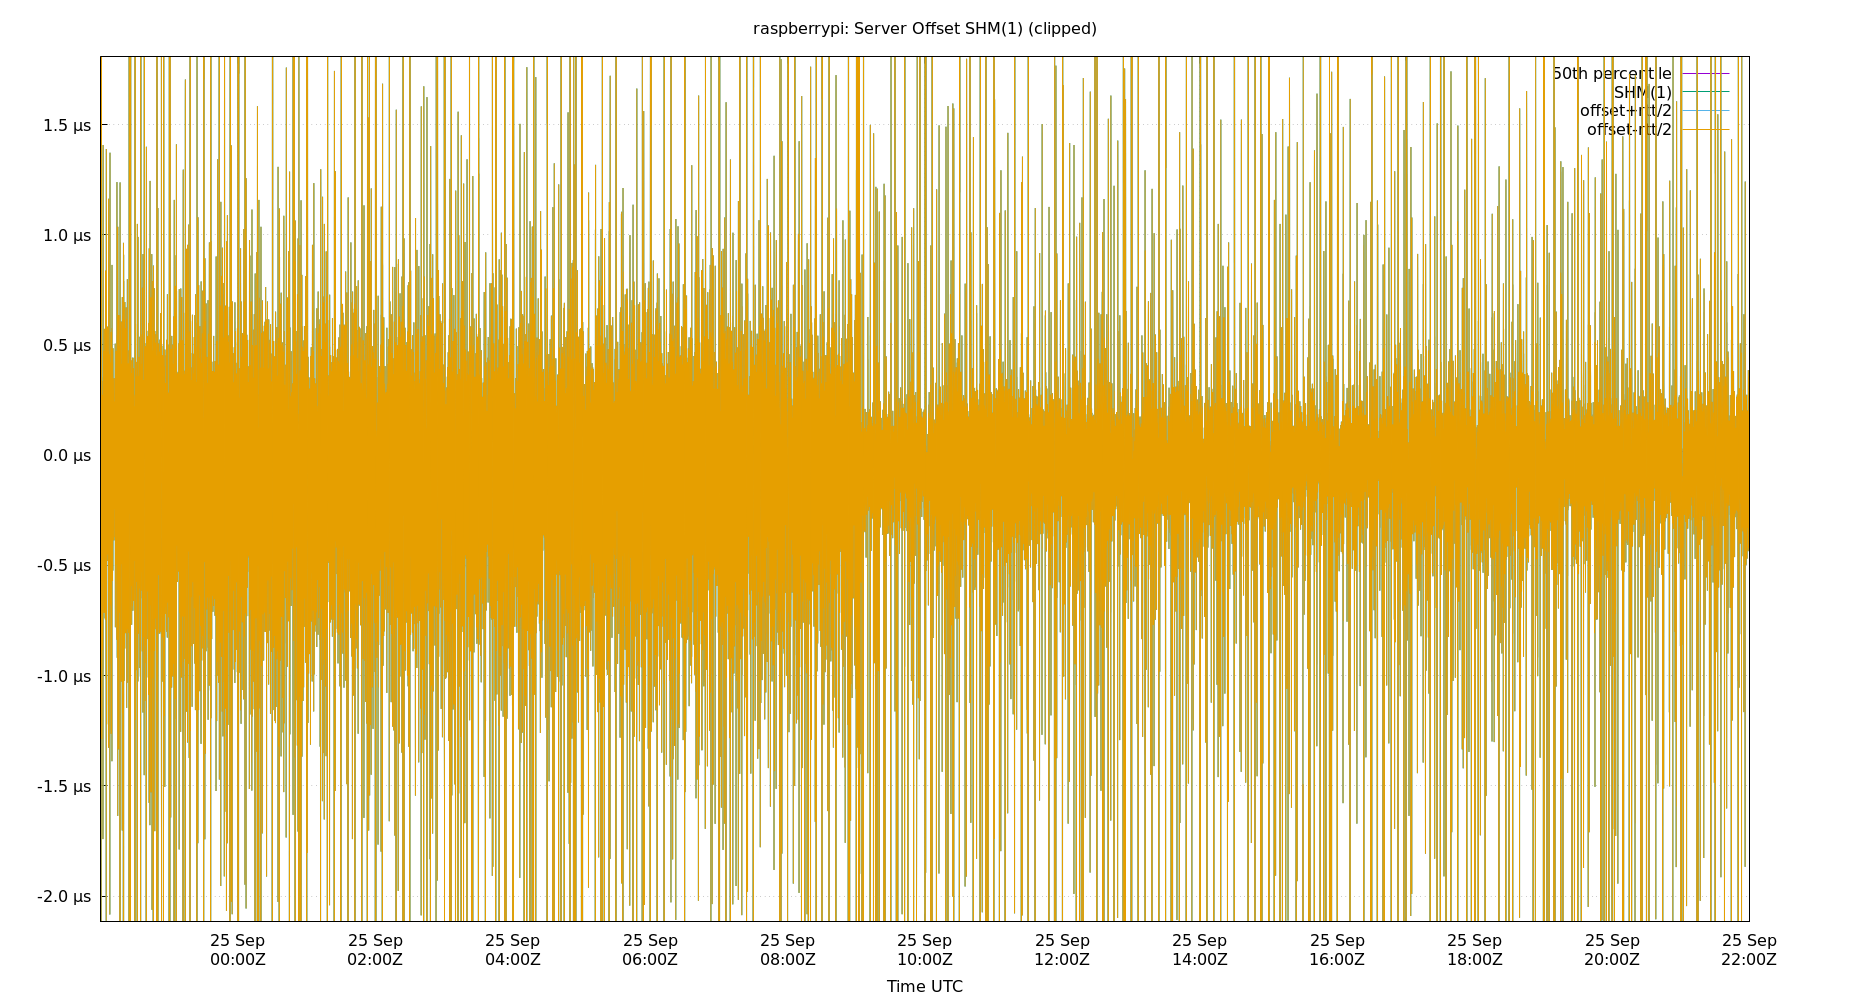 raspberrypi: Server Offset SHM(1) (clipped)
50th percentile
SHM(1)
offset+rtt/2
offset-rtt/2
1.5 µs
1.0 µs
0.5 µs
0.0 µs
-0.5 µs
-1.0 µs
-1.5 µs
-2.0 µs
25 Sep 25 Sep 25 Sep 25 Sep 25 Sep 25 Sep 25 Sep 25 Sep 25 Sep 25 Sep 25 Sep 25 Sep
00:00Z 02:00Z 04:00Z 06:00Z 08:00Z 10:00Z 12:00Z 14:00Z 16:00Z 18:00Z 20:00Z 22:00Z
Time UTC